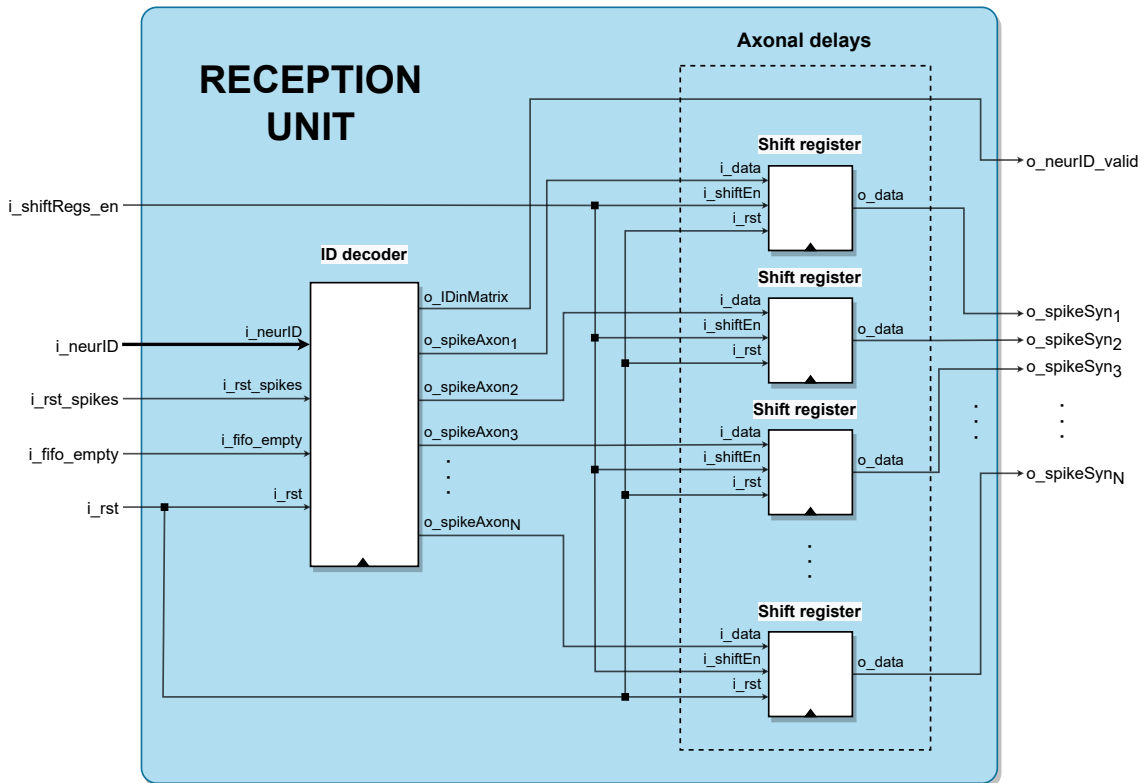 RECEPTION
UNIT
Axonal delays
Shift register
i_data
i_shiftEn
i_rst
o_data
o_neurID_valid
i_shiftRegs_en
ID decoder
Shift register
o_IDinMatrix
i_data
i_shiftEn
i_rst
o_data
o_spikeSyn1
o_spikeSyn2
o_spikeSyn3
i_neurID
i_neurID
o_spikeAxon1
i_rst_spikes
i_rst_spikes
o_spikeAxon2
Shift register
i_fifo_empty
i_fifo_empty
o_spikeAxon3
i_data
i_shiftEn
i_rst
o_data
o_spikeSynN
i_rst
i_rst
o_spikeAxonN
Shift register
i_data
i_shiftEn
i_rst
o_data